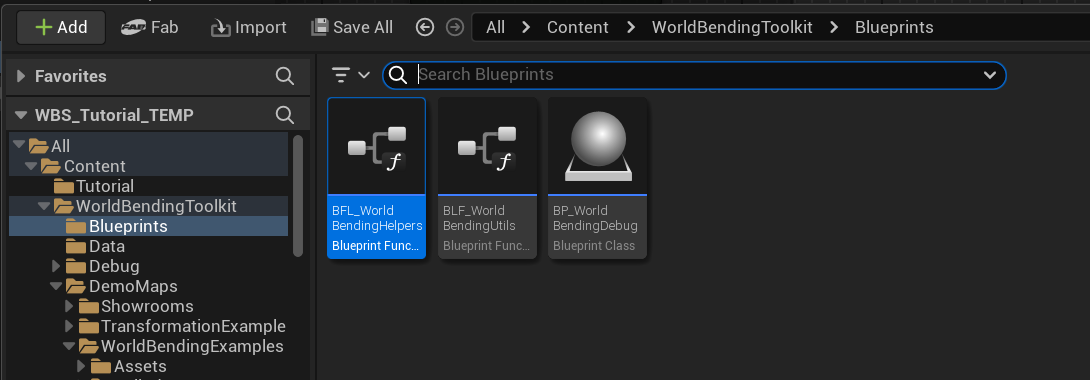 Add Fab Import Save All All > Content > WorldBendingToolkit > Blueprints >
Favorites
Search Blueprints
WBS_Tutorial_TEMP
All
Content
Tutorial
WorldBendingToolkit
Blueprints
Data
Debug
DemoMaps
Showrooms
TransformationExample
WorldBendingExamples
Assets
BFL_World
BendingHelpers
Blueprint Func...
BLF_World
BendingUtils
Blueprint Func...
BP_World
BendingDebug
Blueprint Class